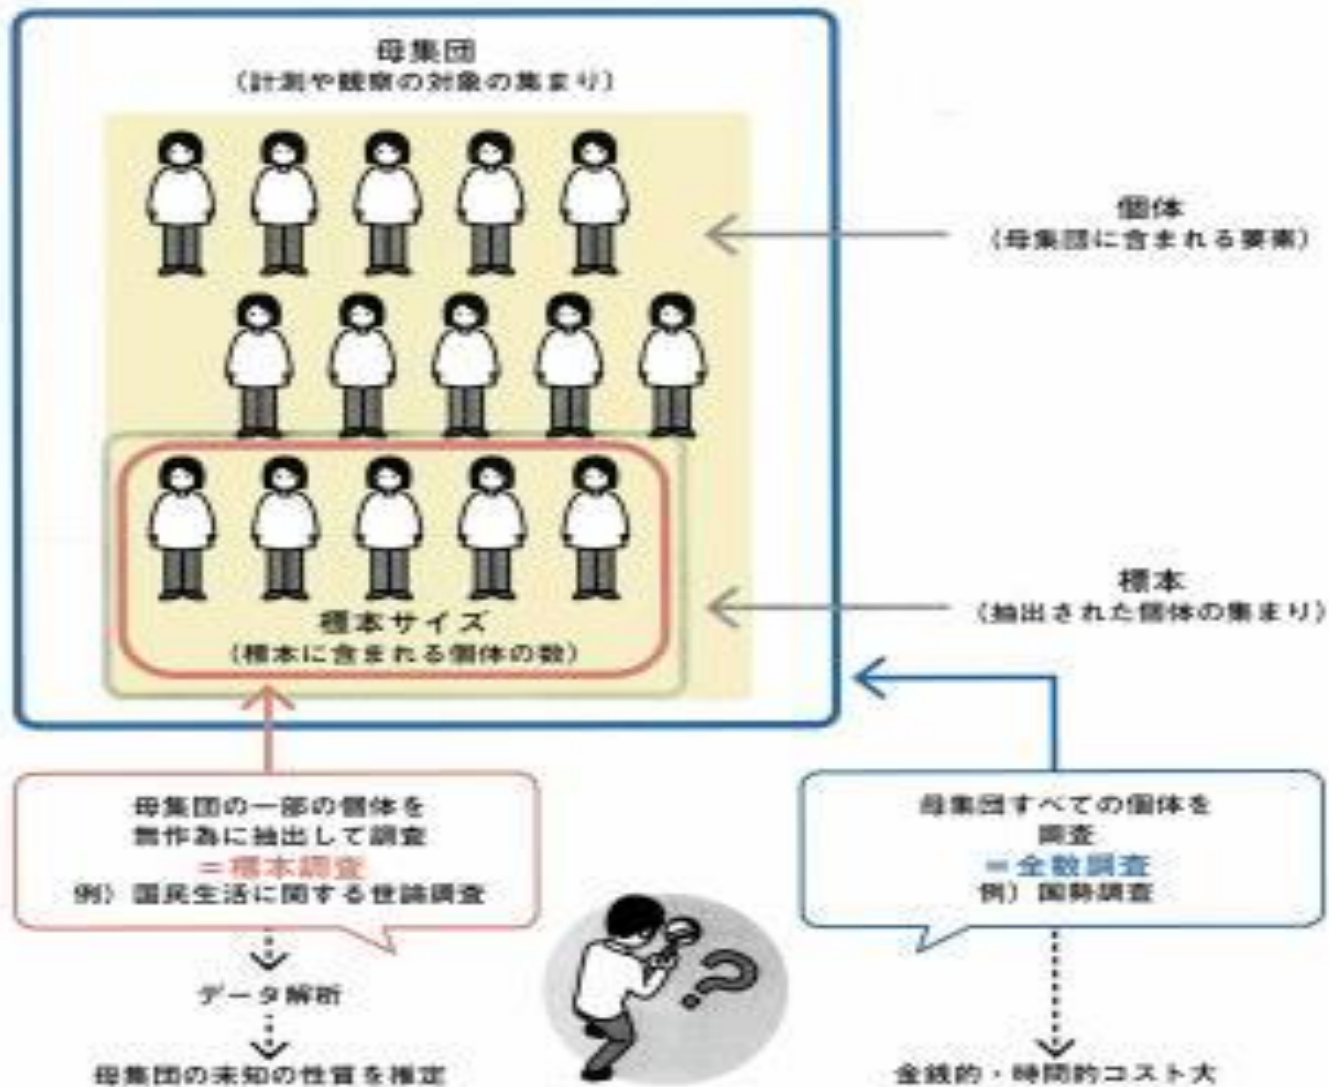 母集団
(計測や観察の対象の集まり)
個体
(母集団に含まれる要素)
標本
(抽出された個体の集まり)
標本サイズ
(標本に含まれる個体の数)
母集団の一部の個体を
無作為に抽出して調査
=標本調査
例)国民生活に関する世論調査
データ解析
母集団の未知の性質を推定
母集団すべての個体を
調査
=全数調査
例)国勢調査
金銭的・時間的コスト大
?